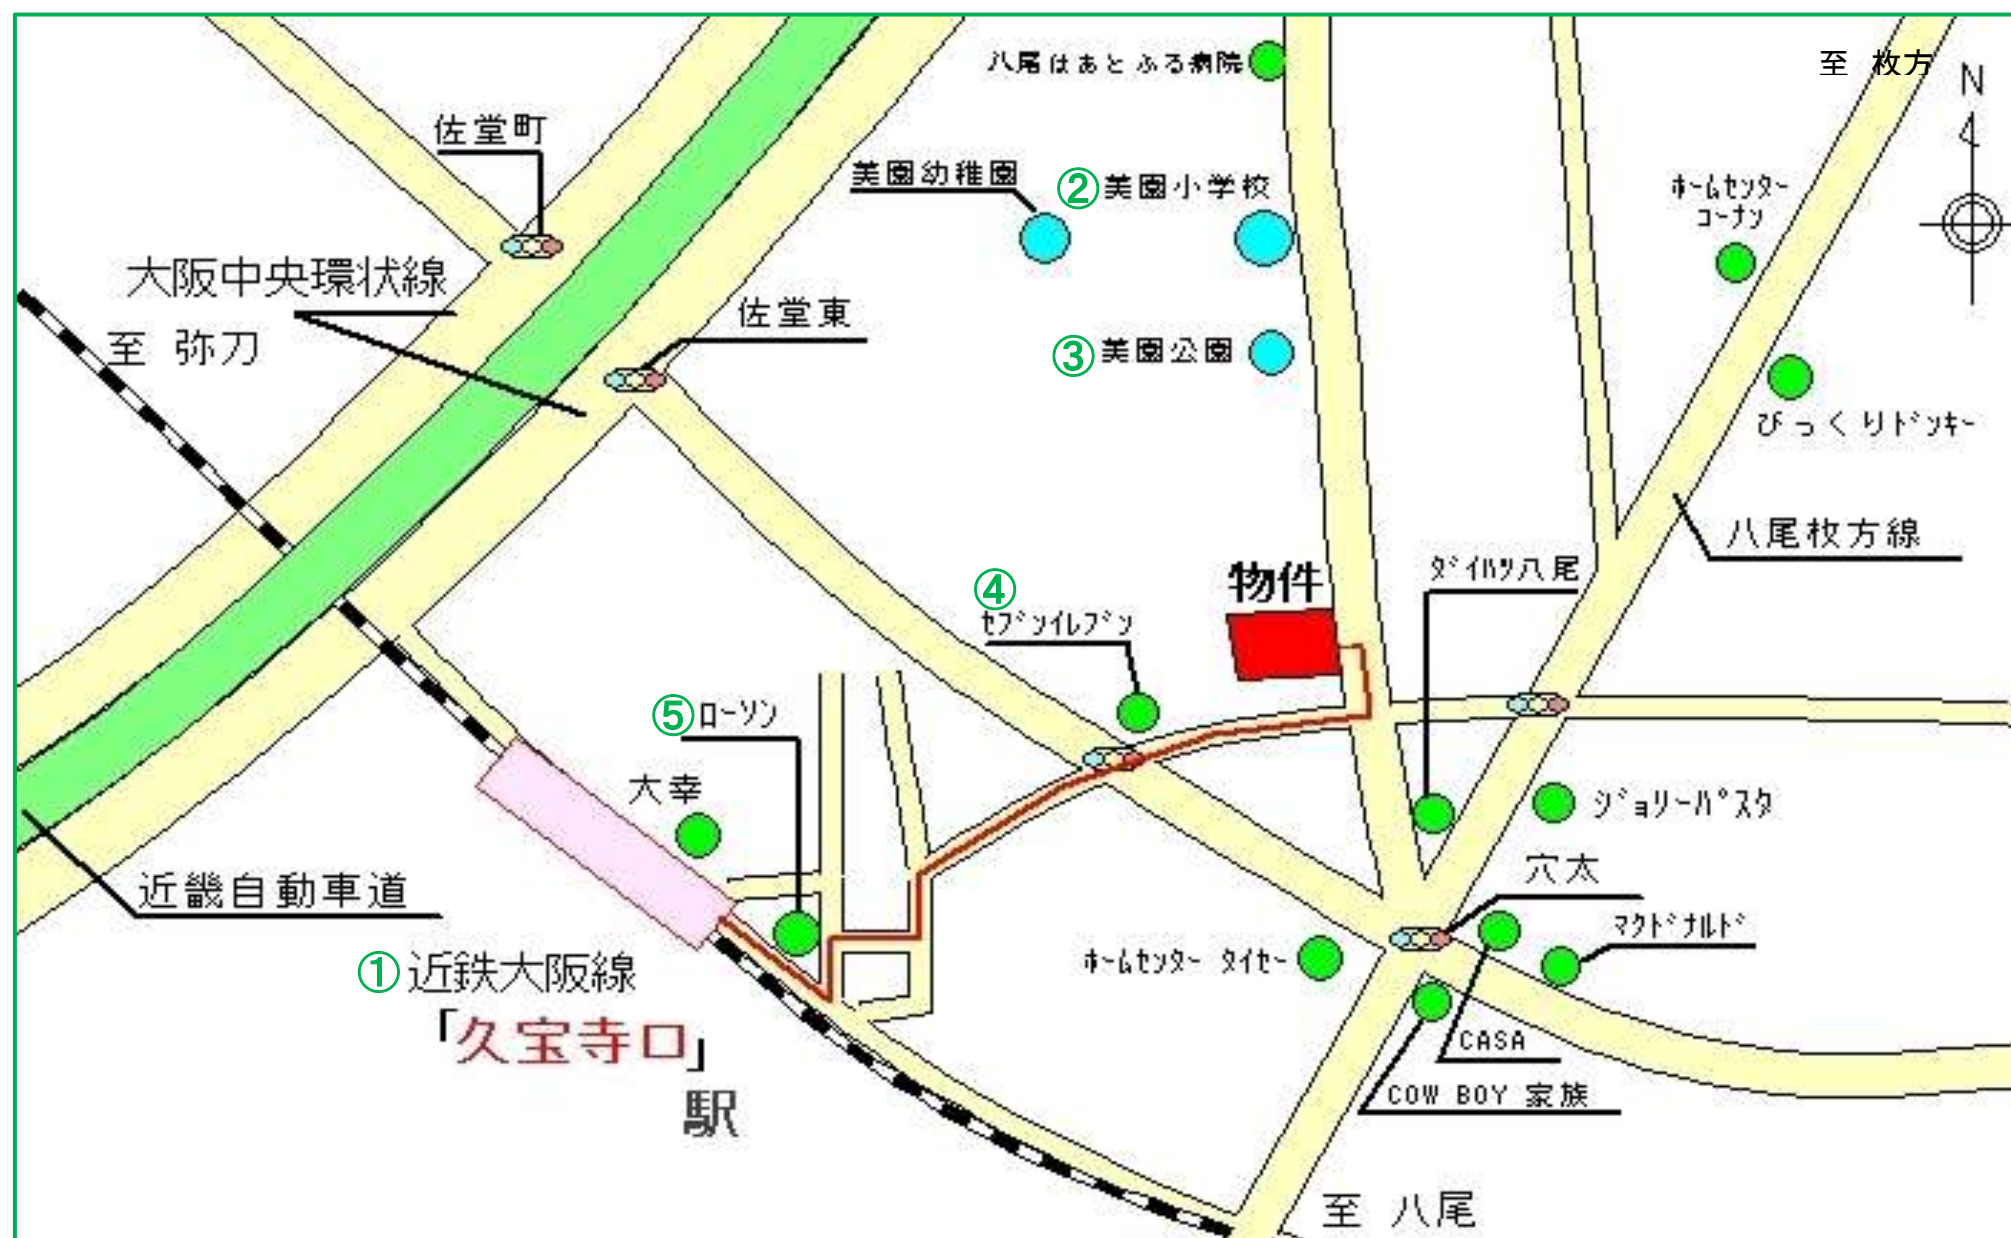 八尾はあとふる病院
至 枚方
N
佐堂町
美園幼稚園
②美園小学校
ﾎｰﾑｾﾝﾀｰ
ｺｰﾅﾝ
大阪中央環状線
佐堂東
至 弥刀
③美園公園
びっくりﾄﾞﾝｷｰ
八尾枚方線
ﾀﾞｲﾊﾂ八尾
物件
④
ｾﾌﾞﾝｲﾚﾌﾞﾝ
⑤ﾛｰｿﾝ
大幸
ｼﾞｮﾘｰﾊﾟｽﾀ
穴太
近畿自動車道
ﾏｸﾄﾞﾅﾙﾄﾞ
ﾎｰﾑｾﾝﾀｰ ﾀｲｾｰ
①近鉄大阪線
「久宝寺口」
駅
CASA
COW BOY 家族
至 八尾